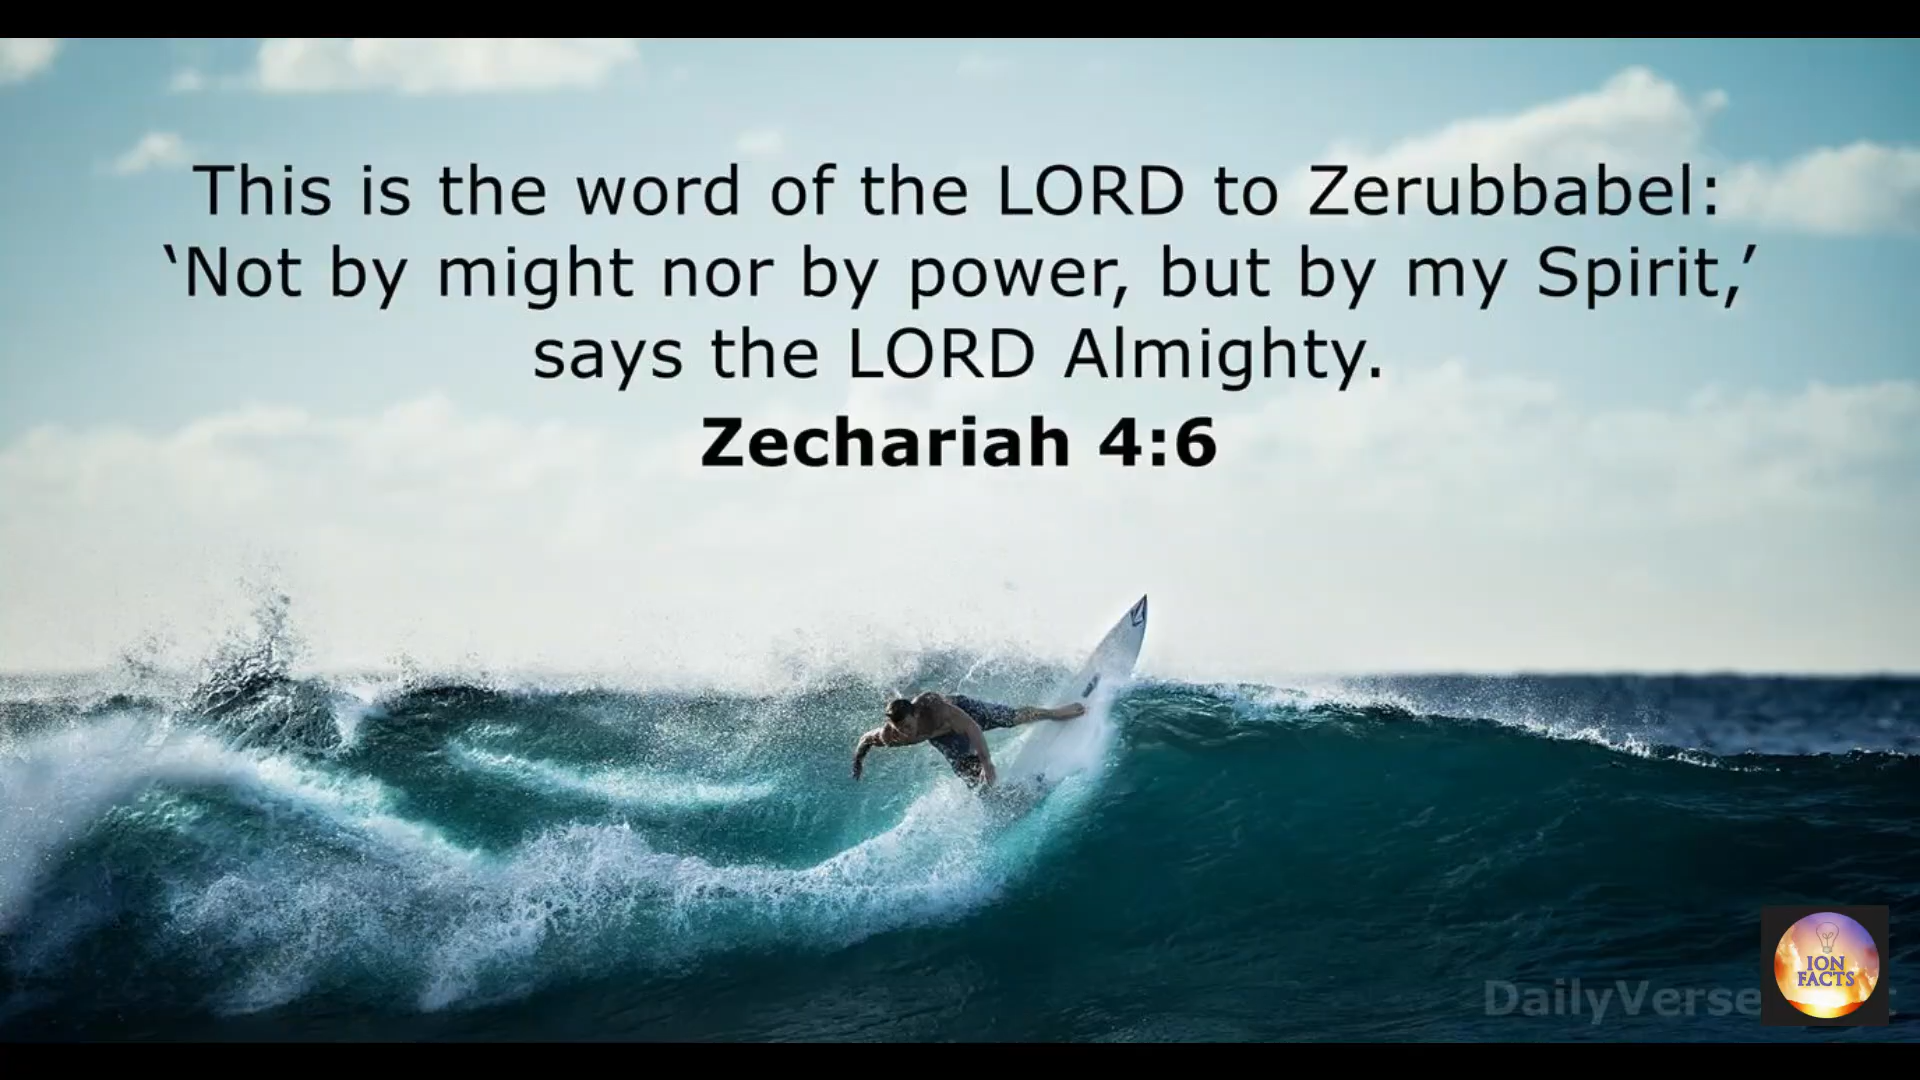 This is the word of the LORD to Zerubbabel:
‘Not by might nor by power, but by my Spirit,’
says the LORD Almighty.
Zechariah 4:6
ION
FACTS